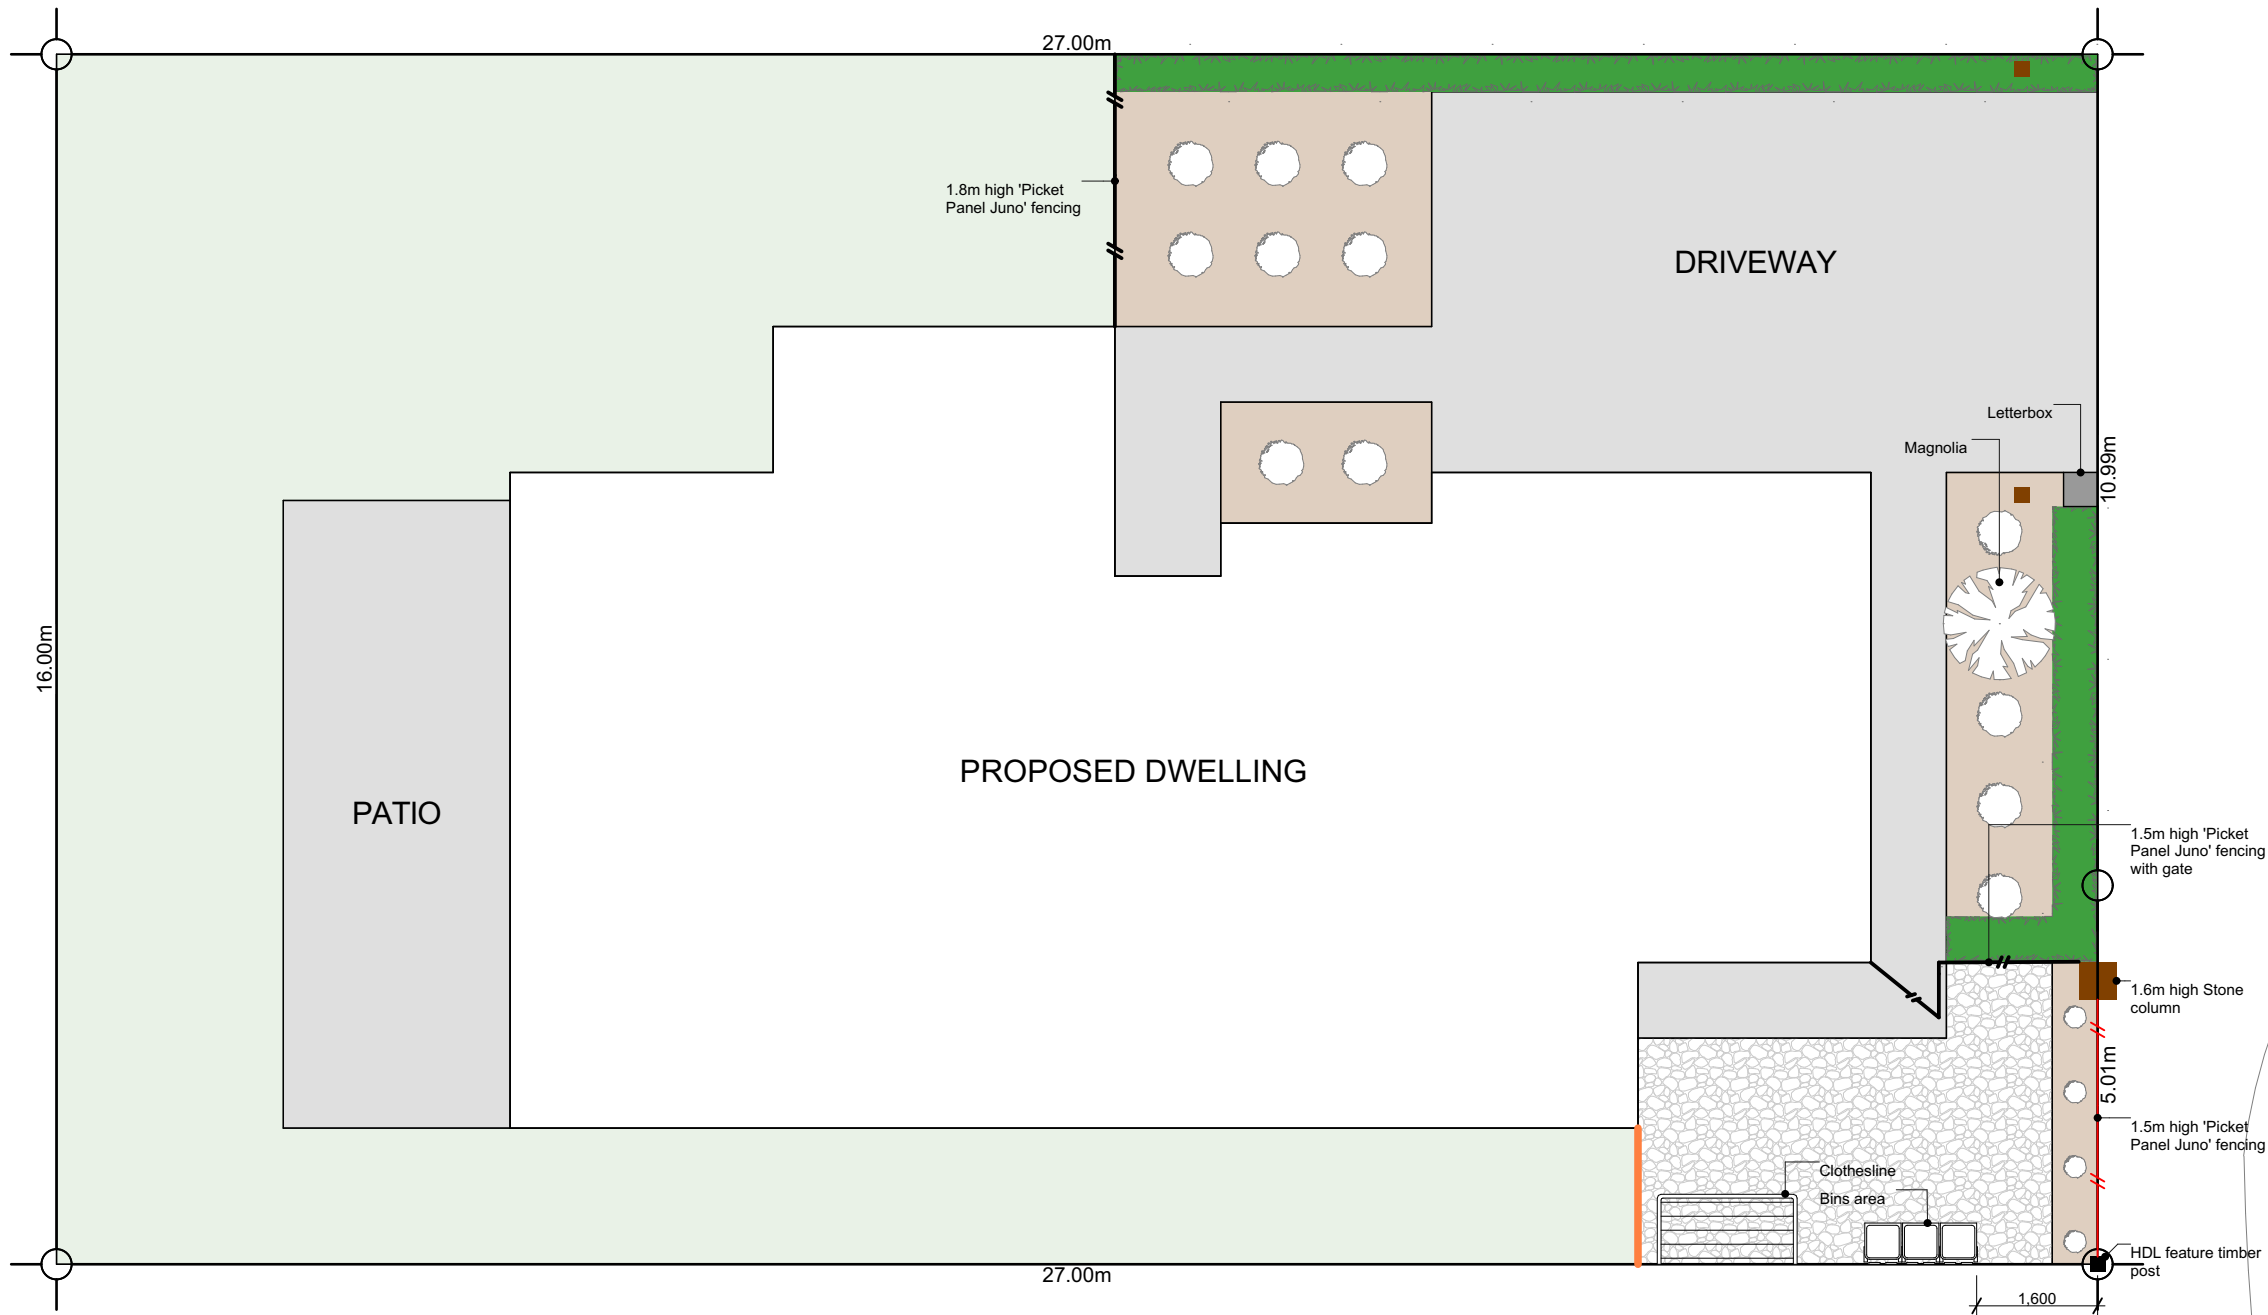 27.00m
1.8m high 'Picket
Panel Juno' fencing
DRIVEWAY
Letterbox
Magnolia
10.99m
16.00m
PROPOSED DWELLING
PATIO
1.5m high 'Picket
Panel Juno' fencing
with gate
1.6m high Stone
column
5.01m
1.5m high 'Picket
Panel Juno' fencing
Clothesline
Bins area
HDL feature timber
post
27.00m
1,600